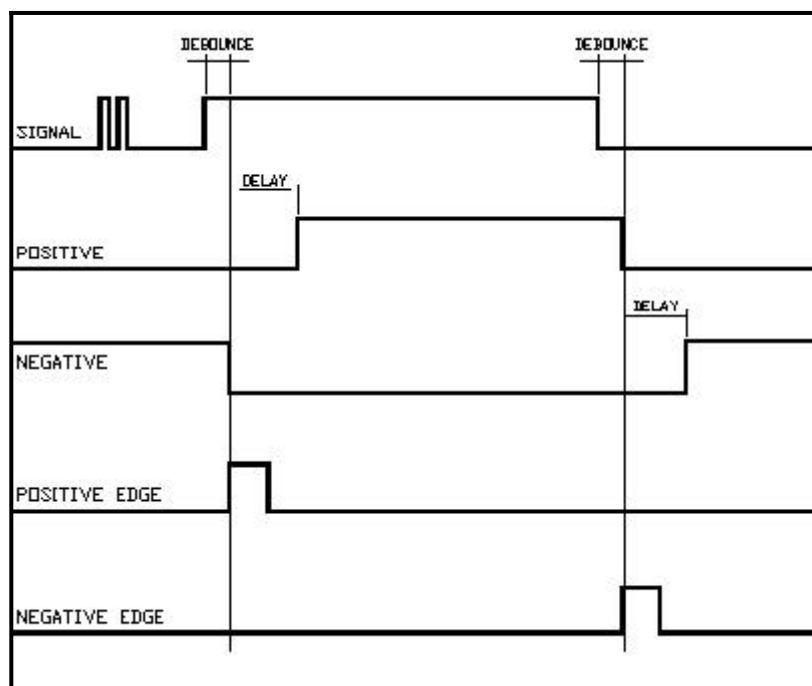 DEBOUNCE DEBOUNCE
SIGNAL
DELAY
POSITIVE
DELAY
NEGATIVE
POSITIVE EDGE
NEGATIVE EDGE